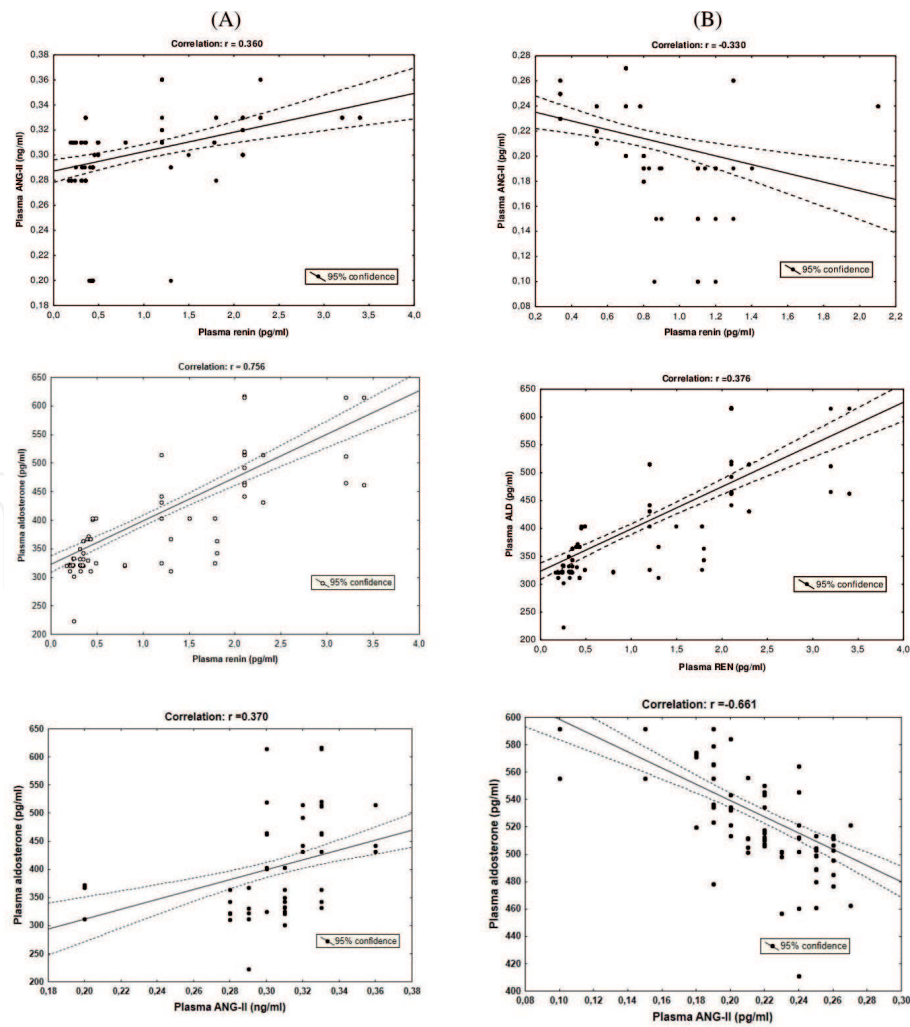 (A)
(B)
Correlation: r = 0.360
0,38
0,36
0,34
0,32
0,30
0,28
0,26
0,24
0,22
0,20
0,18
Plasma ANG-II (ng/ml)
95% confidence
0,0 0,5 1,0 1,5 2,0 2,5 3,0 3,5 4,0
Plasma renin (pg/ml)
Correlation: r = -0.330
0,28
0,26
0,24
0,22
0,20
0,18
0,16
0,14
0,12
0,10
0,08
Plasma ANG-II (pg/ml)
95% confidence
0,2 0,4 0,6 0,8 1,0 1,2 1,4 1,6 1,8 2,0 2,2
Plasma renin (pg/ml)
Correlation: r = 0.756
650
600
550
500
450
400
350
300
250
200
Plasma aldosterone (pg/ml)
95% confidence
0,0 0,5 1,0 1,5 2,0 2,5 3,0 3,5 4,0
Plasma renin (pg/ml)
Correlation: r =0.376
650
600
550
500
450
400
350
300
250
200
Plasma ALD (pg/ml)
95% confidence
0,0 0,5 1,0 1,5 2,0 2,5 3,0 3,5 4,0
Plasma REN (pg/ml)
Correlation: r =0.370
650
600
550
500
450
400
350
300
250
200
Plasma aldosterone (pg/ml)
95% confidence
0,18 0,20 0,22 0,24 0,26 0,28 0,30 0,32 0,34 0,36 0,38
Plasma ANG-II (ng/ml)
Correlation: r =-0.661
600
580
560
540
520
500
480
460
440
420
400
Plasma aldosterone (pg/ml)
95% confidence
0,08 0,10 0,12 0,14 0,16 0,18 0,20 0,22 0,24 0,26 0,28 0,30
Plasma ANG-II (pg/ml)